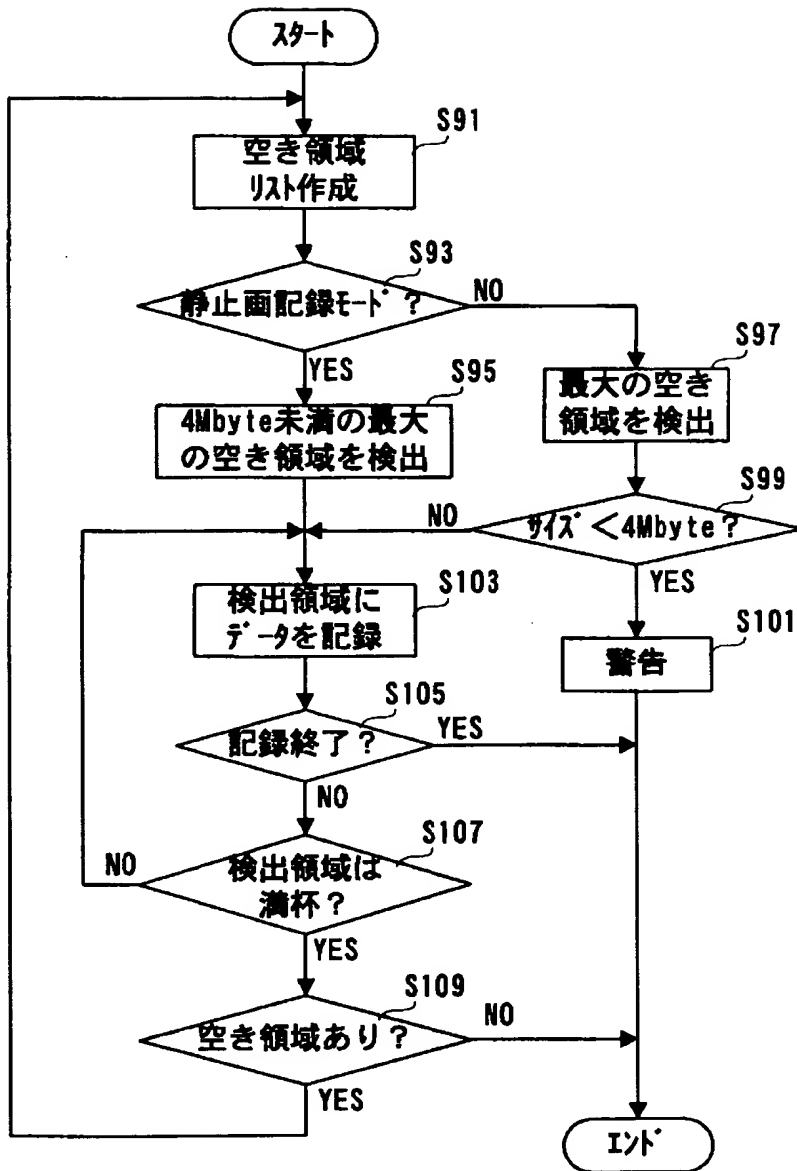 スタート
S91
空き領域
リスト作成
S93
静止画記録モード?
NO
YES
S97
最大の空き
領域を検出
S95
4Mbyte未満の最大
の空き領域を検出
S99
サイズ<4Mbyte?
NO
YES
S103
検出領域に
データを記録
S101
警告
S105
記録終了?
YES
NO
S107
検出領域は
満杯?
NO
YES
S109
空き領域あり?
NO
YES
エンド